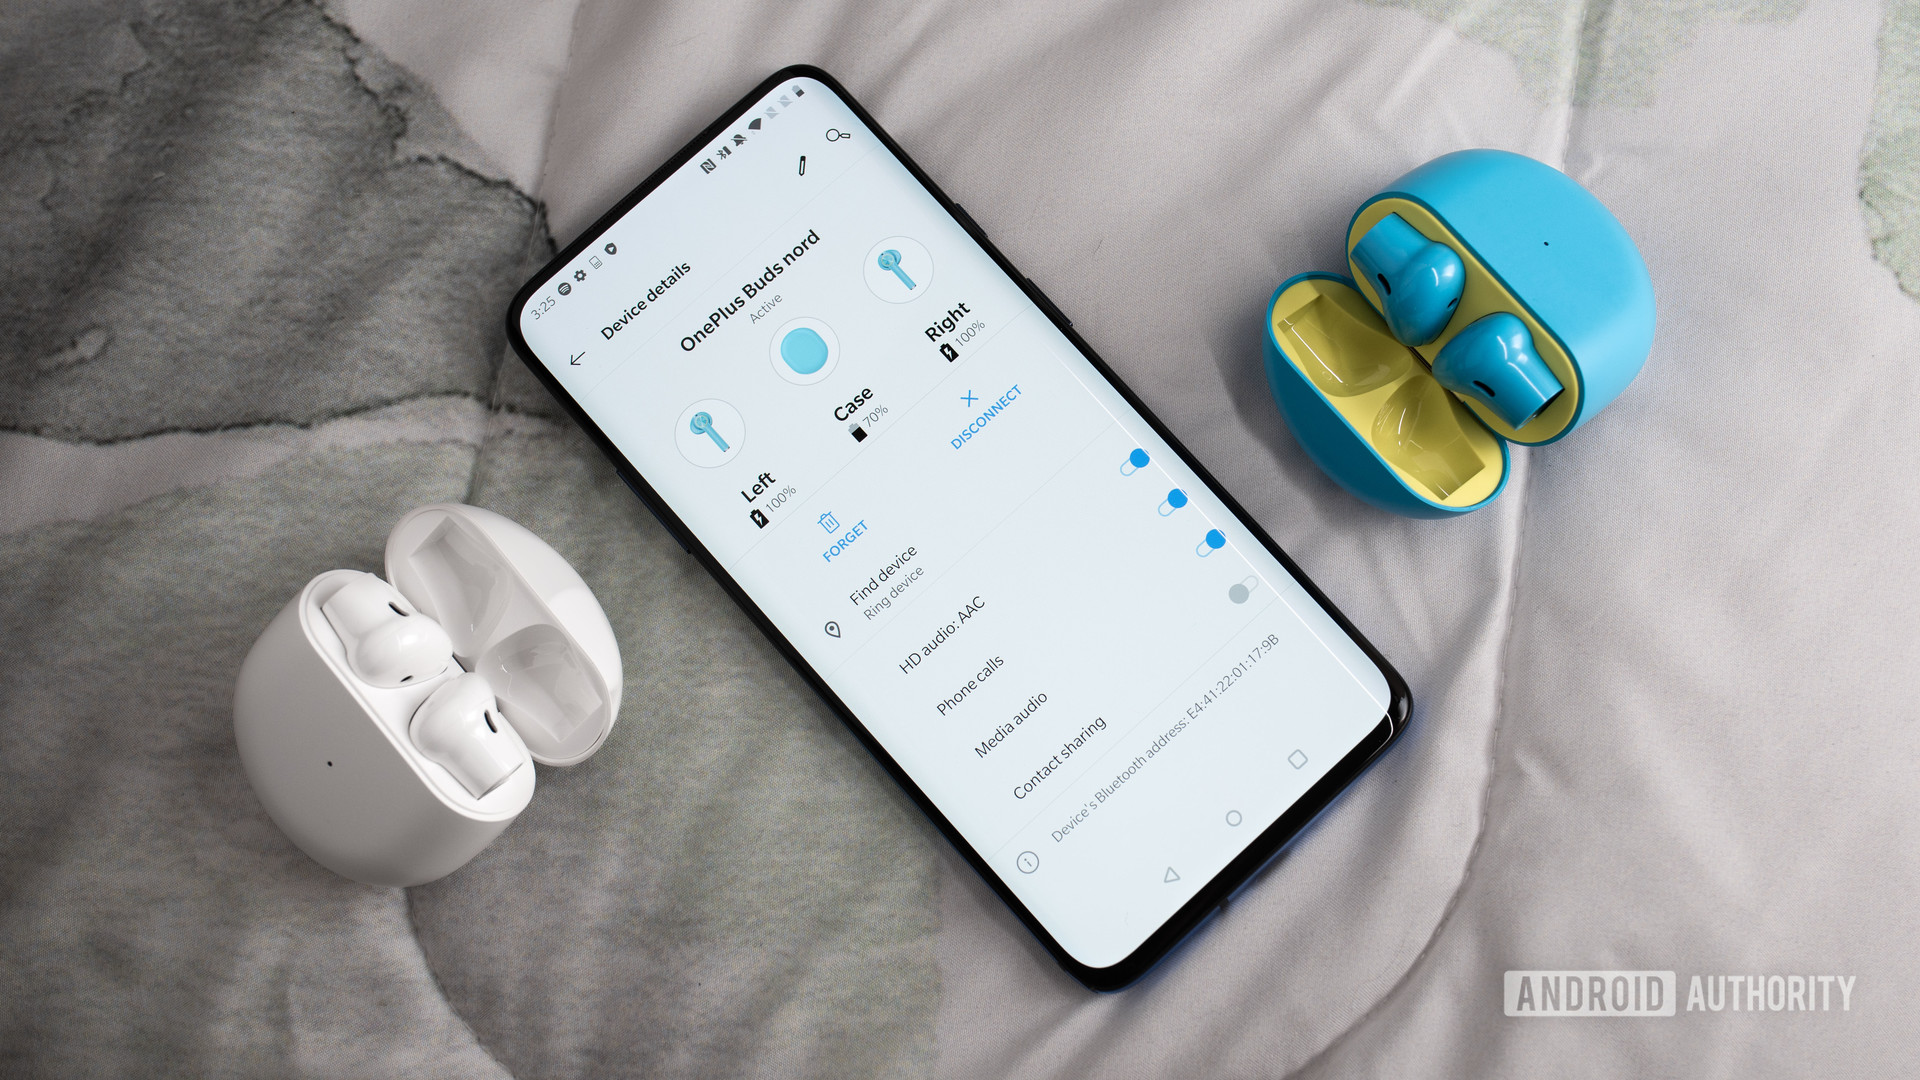 3:25
Device details
OnePlus Buds nord
Active
Left
100%
Case
70%
Right
100%
FORGET
DISCONNECT
Find device
Ring device
HD audio: AAC
Phone calls
Media audio
Contact sharing
Device's Bluetooth address: E4:41:22:01:17:9B
ANDROID AUTHORITY